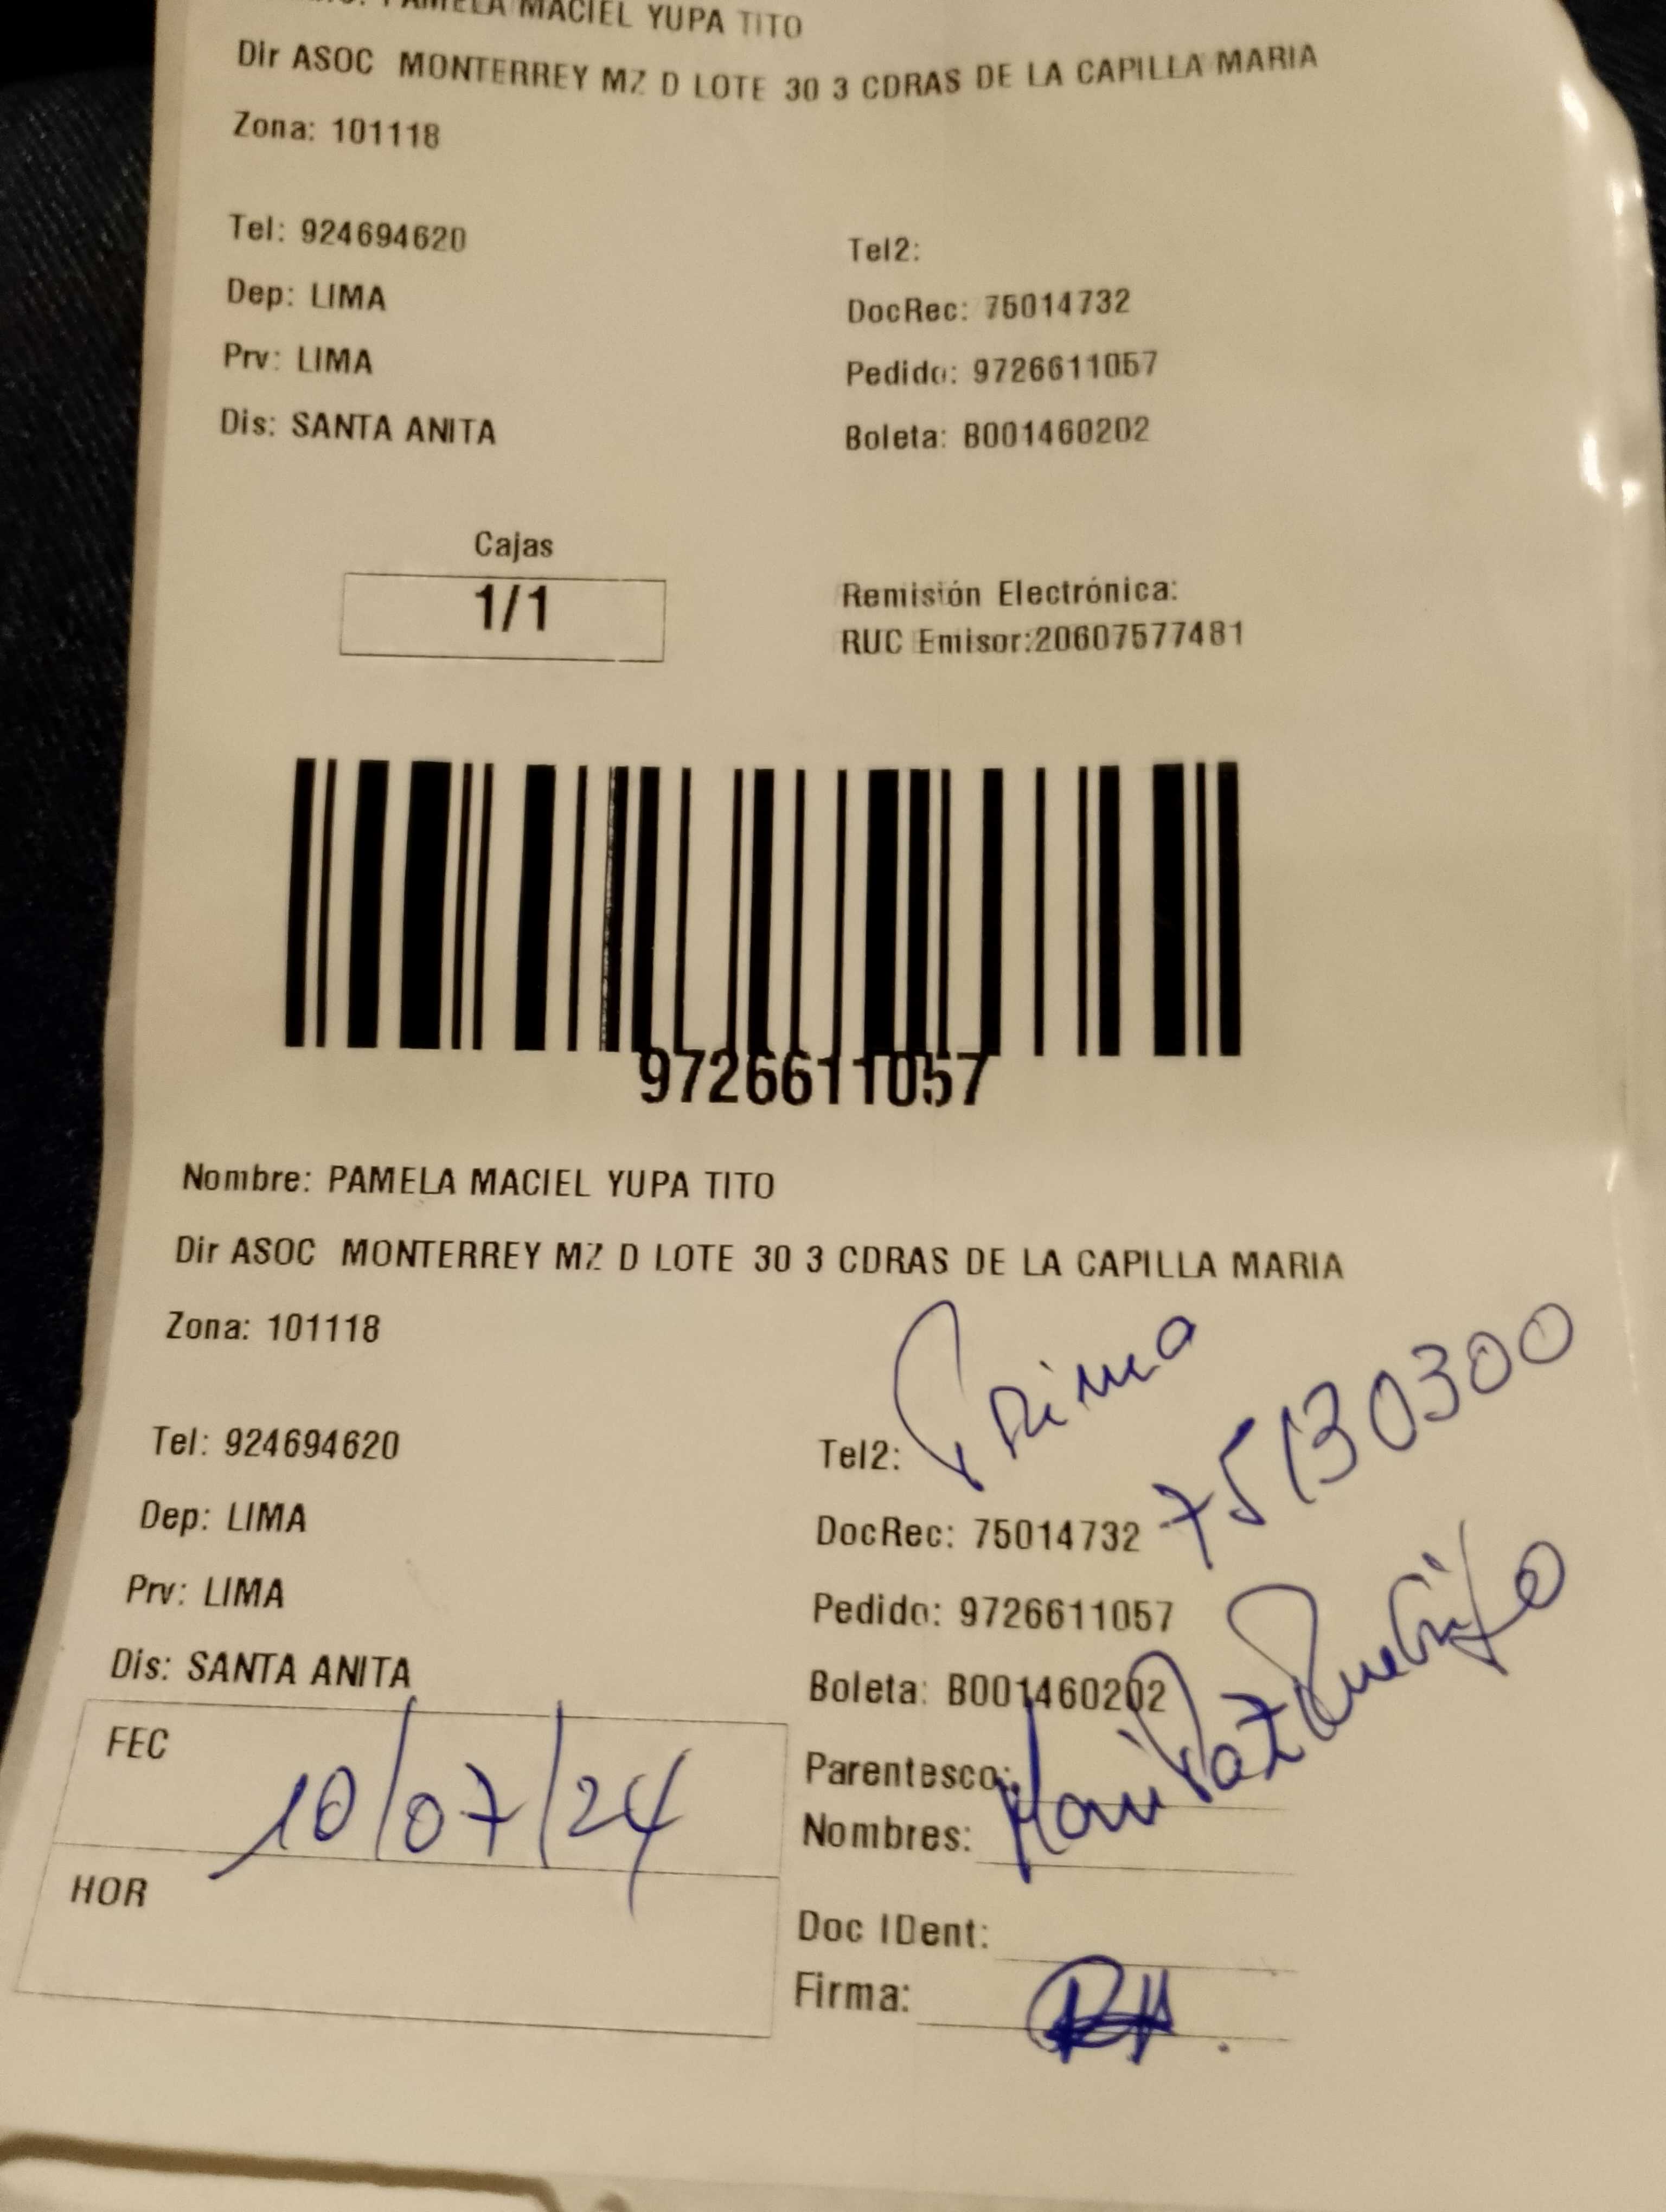 PAMELA MACIEL YUPA TITO
Dir ASOC MONTERREY MZ D LOTE 30 3 CDRAS DE LA CAPILLA MARIA
Zona: 101118
Tel: 924694620
Tel2:
Dep: LIMA
DocRec: 75014732
Prv: LIMA
Pedido: 9726611057
Dis: SANTA ANITA
Boleta: B001460202
Cajas
1/1
Remisión Electrónica:
RUC Emisor:20607577481
9726611057
Nombre: PAMELA MACIEL YUPA TITO
Dir ASOC MONTERREY MZ D LOTE 30 3 CDRAS DE LA CAPILLA MARIA
Zona: 101118
Prima
75130300
Tel: 924694620
Tel2:
Dep: LIMA
DocRec: 75014732
Prv: LIMA
Pedido: 9726611057
Dis: SANTA ANITA
Boleta: B001460202
FEC
10/07/24
HOR
Parentesco:
Nombres:
Doc IDent:
Firma: